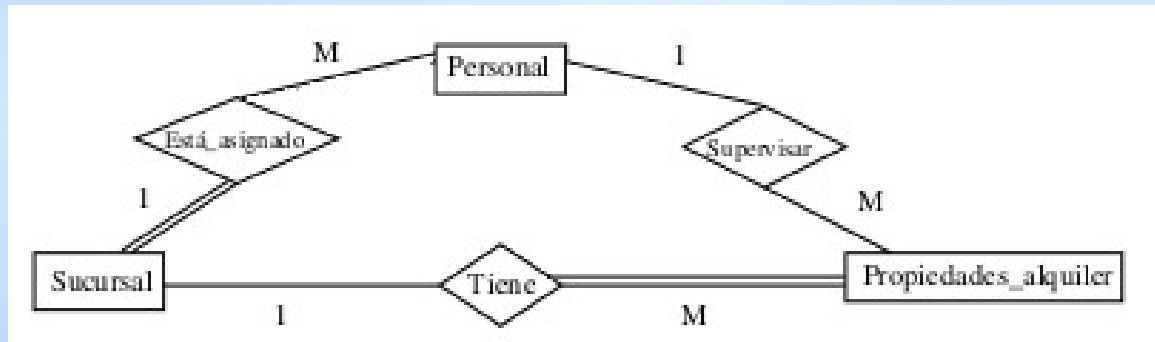 M
Personal
1
Está_asignado
Supervisar
1
M
Sucursal
Tiene
Propiedades_alquiler
1
M